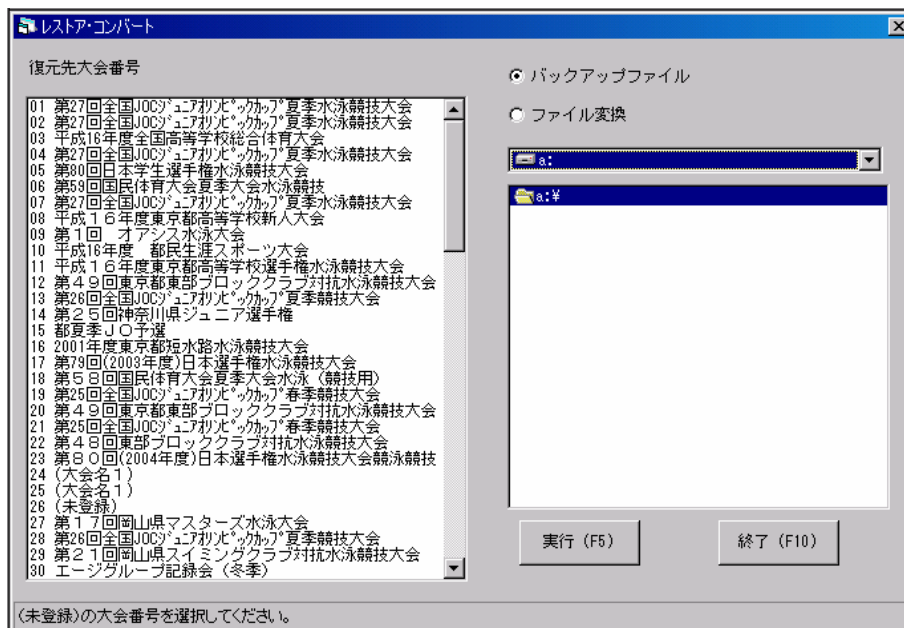 レストア・コンバート
復元先大会番号
01 第27回全国JOCｼﾞｭﾆｱｵﾘﾝﾋﾟｯｸｶｯﾌﾟ夏季水泳競技大会
02 第27回全国JOCｼﾞｭﾆｱｵﾘﾝﾋﾟｯｸｶｯﾌﾟ夏季水泳競技大会
03 平成16年度全国高等学校総合体育大会
04 第27回全国JOCｼﾞｭﾆｱｵﾘﾝﾋﾟｯｸｶｯﾌﾟ夏季水泳競技大会
05 第80回日本学生選手権水泳競技大会
06 第59回国民体育大会夏季大会水泳競技
07 第27回全国JOCｼﾞｭﾆｱｵﾘﾝﾋﾟｯｸｶｯﾌﾟ夏季水泳競技大会
08 平成１６年度東京都高等学校新人大会
09 第１回　オアシス水泳大会
10 平成16年度　都民生涯スポーツ大会
11 平成１６年度東京都高等学校選手権水泳競技大会
12 第４９回東京都東部ブロッククラブ対抗水泳競技大会
13 第26回全国JOCｼﾞｭﾆｱｵﾘﾝﾋﾟｯｸｶｯﾌﾟ夏季競技大会
14 第２５回神奈川県ジュニア選手権
15 都夏季ＪＯ予選
16 2001年度東京都短水路水泳競技大会
17 第79回(2003年度)日本選手権水泳競技大会
18 第５８回国民体育大会夏季大会水泳（競技用）
19 第25回全国JOCｼﾞｭﾆｱｵﾘﾝﾋﾟｯｸｶｯﾌﾟ春季競技大会
20 第４９回東京都東部ブロッククラブ対抗水泳競技大会
21 第25回全国JOCｼﾞｭﾆｱｵﾘﾝﾋﾟｯｸｶｯﾌﾟ春季競技大会
22 第４８回東部ブロッククラブ対抗水泳競技大会
23 第８０回(2004年度)日本選手権水泳競技大会競泳競技
24 (大会名１)
25 (大会名１)
26 (未登録)
27 第１７回岡山県マスターズ水泳大会
28 第26回全国JOCｼﾞｭﾆｱｵﾘﾝﾋﾟｯｸｶｯﾌﾟ夏季競技大会
29 第２１回岡山県スイミングクラブ対抗水泳競技大会
30 エージグループ記録会（冬季）
バックアップファイル
ファイル変換
a:
a:¥
実行（F5）
終了（F10）
(未登録)の大会番号を選択してください。